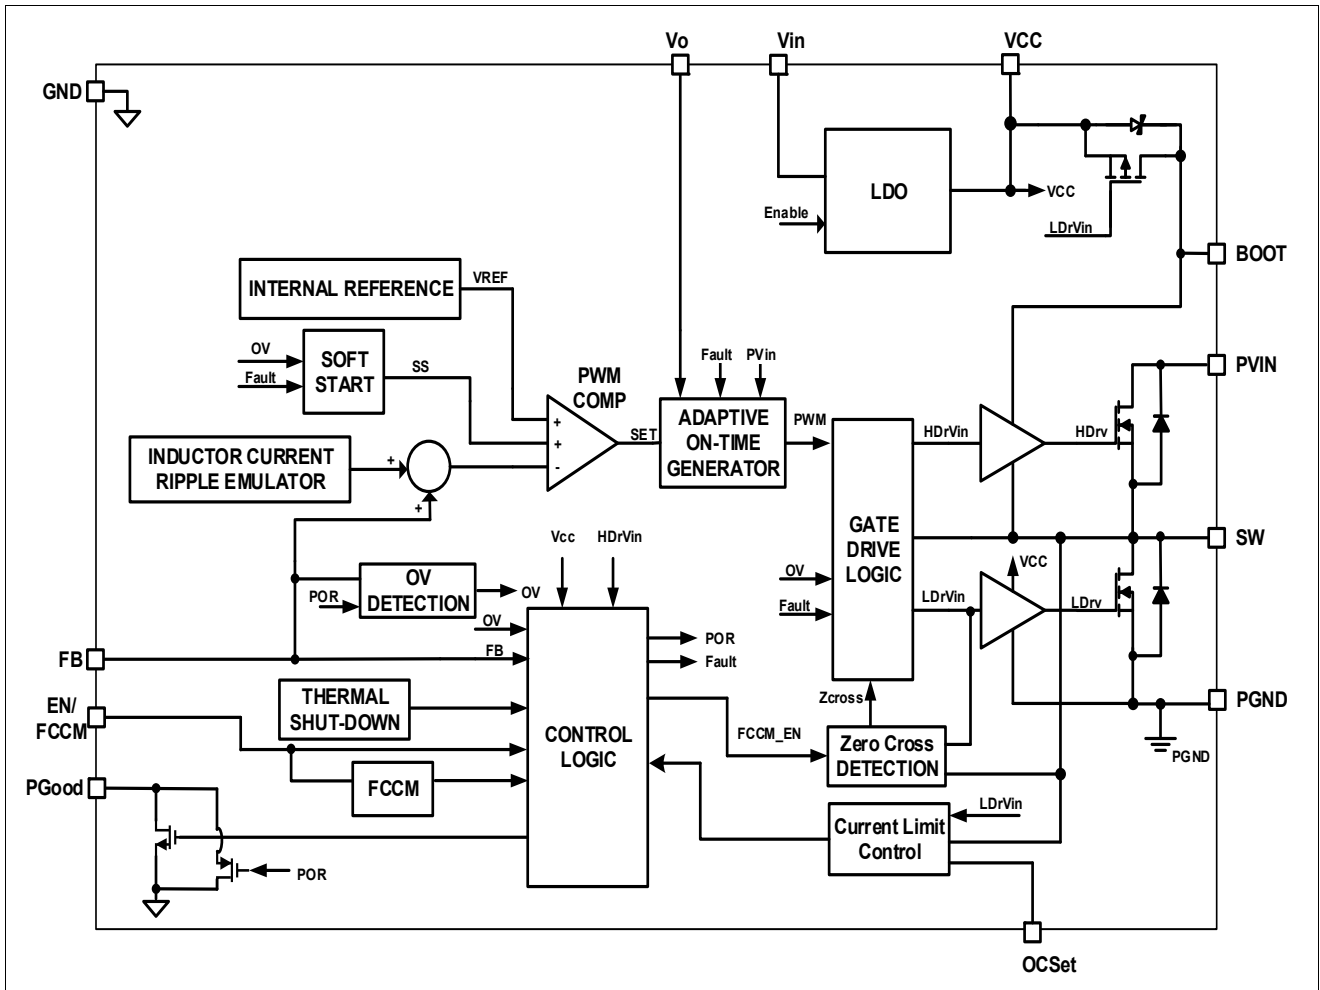 Vo
Vin
VCC
GND
LDO
VCC
Enable
LDrVin
BOOT
INTERNAL REFERENCE
VREF
OV
Fault
SOFT
START
SS
PWM
COMP
+
+
-
SET
Fault
PVin
ADAPTIVE
ON-TIME
GENERATOR
PWM
HDrVin
HDrv
PVIN
INDUCTOR CURRENT
RIPPLE EMULATOR
+
+
GATE
DRIVE
LOGIC
SW
Vcc
HDrVin
OV
DETECTION
POR
OV
OV
Fault
LDrVin
VCC
LDrv
OV
FB
FB
POR
Fault
EN/
FCCM
THERMAL
SHUT-DOWN
CONTROL
LOGIC
Zcross
FCCM_EN
Zero Cross
DETECTION
PGND
PGND
PGood
FCCM
POR
LDrVin
Current Limit
Control
OCSet